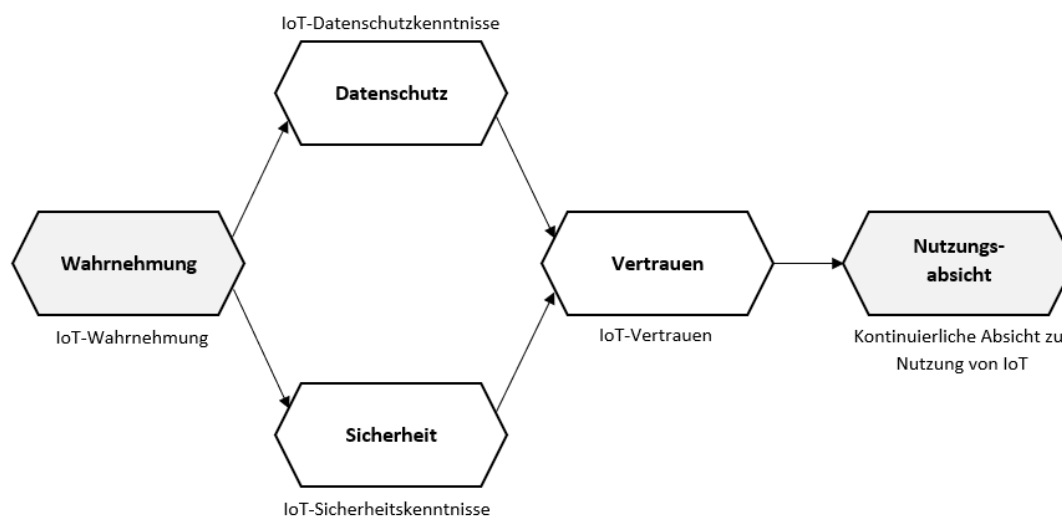 IoT-Datenschutzkenntnisse
Datenschutz
Wahrnehmung
IoT-Wahrnehmung
Sicherheit
IoT-Sicherheitskenntnisse
Vertrauen
IoT-Vertrauen
Nutzungs-
absicht
Kontinuierliche Absicht zu
Nutzung von IoT